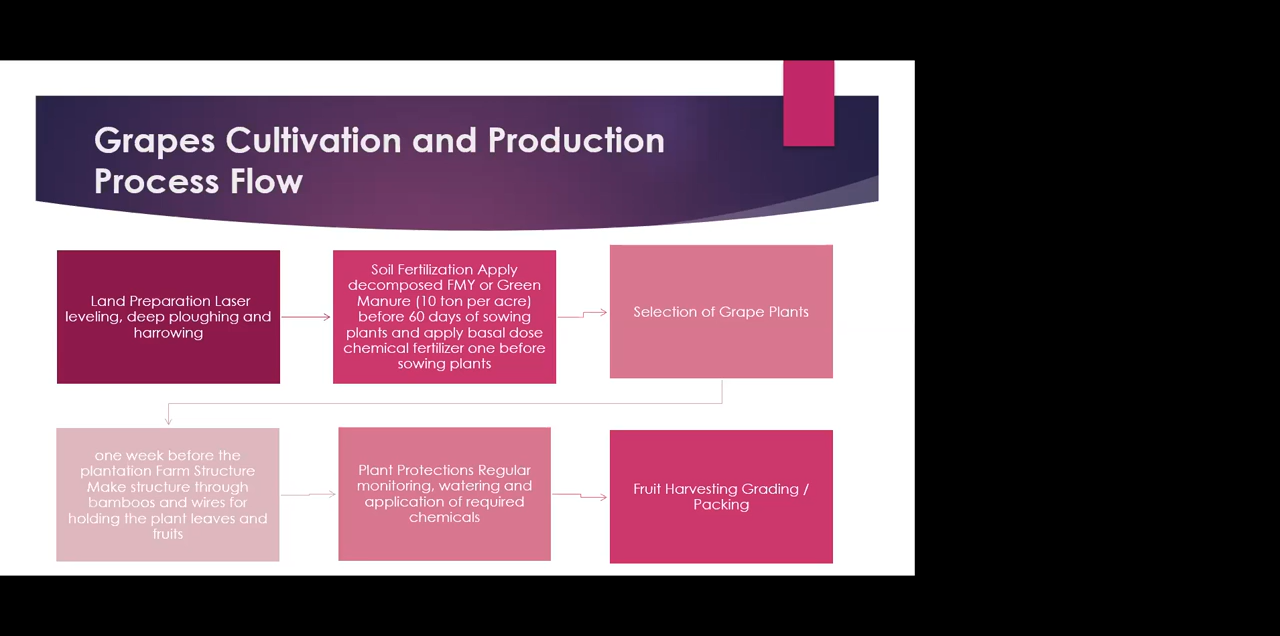 Grapes Cultivation and Production
Process Flow
Land Preparation Laser
leveling, deep ploughing and
harrowing
Soil Fertilization Apply
decomposed FMY or Green
Manure (10 ton per acre)
before 60 days of sowing
plants and apply basal dose
chemical fertilizer one before
sowing plants
Selection of Grape Plants
one week before the
plantation Farm Structure
Make structure through
bamboos and wires for
holding the plant leaves and
fruits
Plant Protections Regular
monitoring, watering and
application of required
chemicals
Fruit Harvesting Grading /
Packing